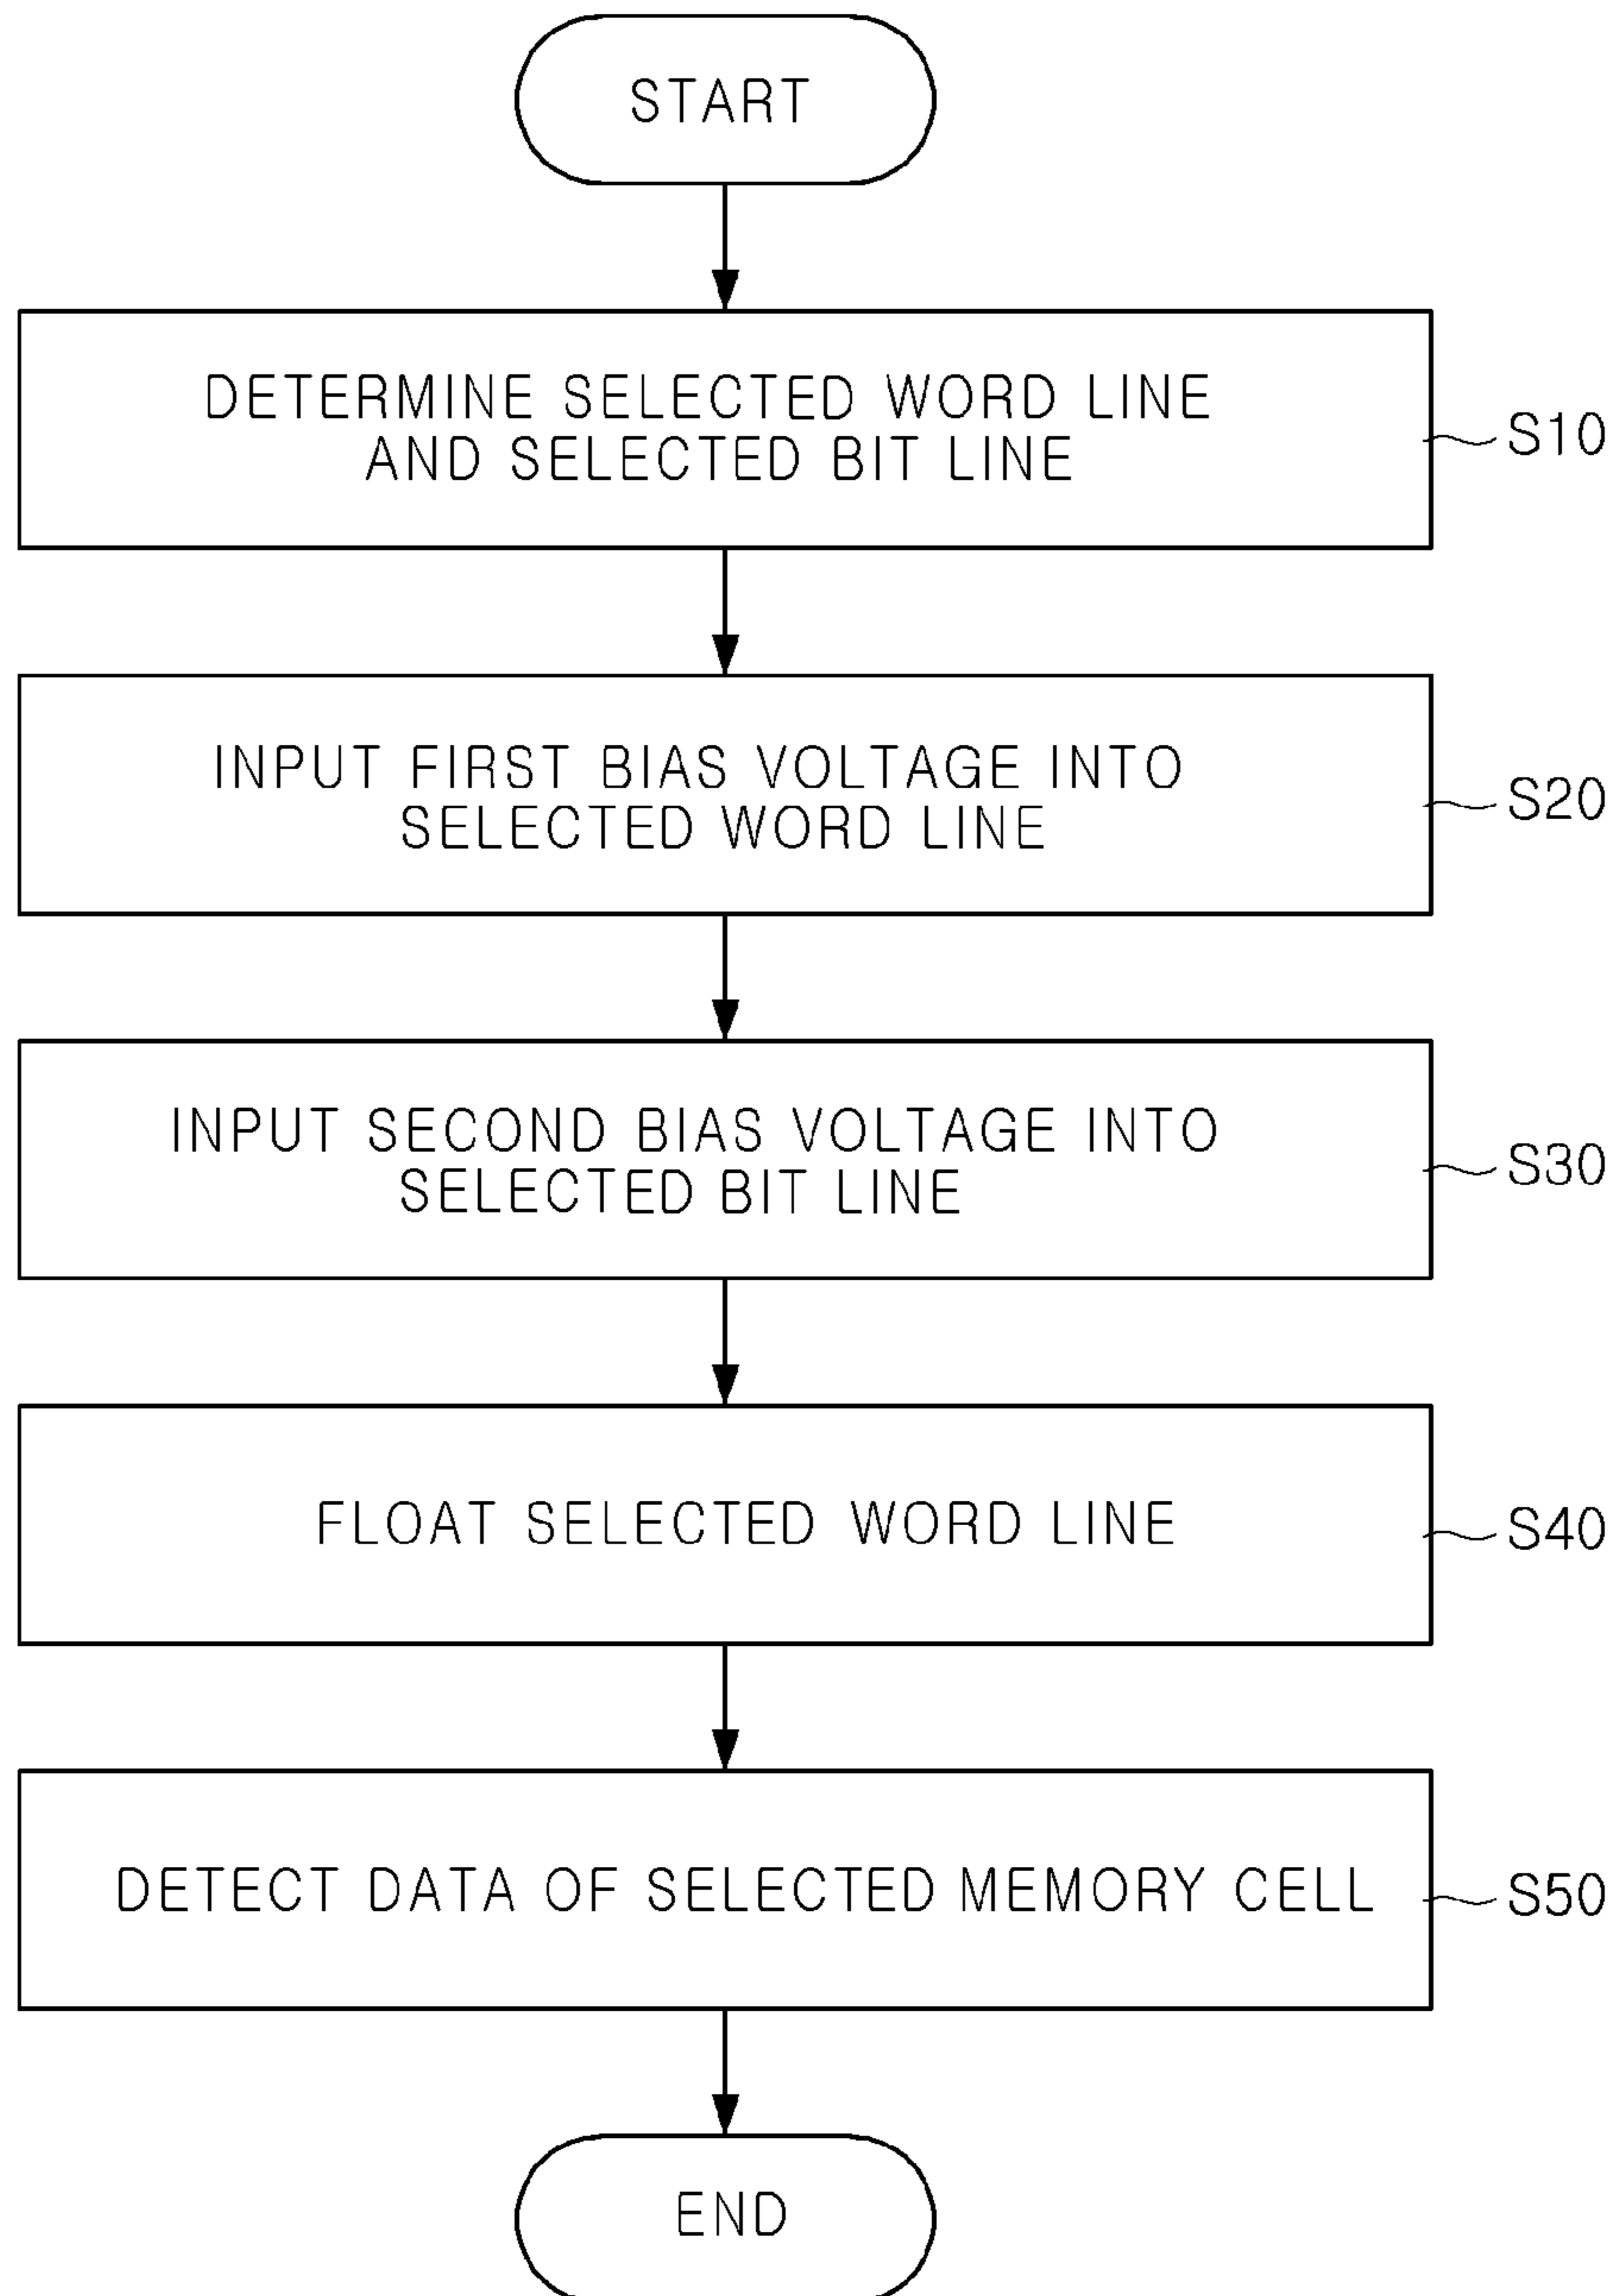 START
DETERMINE SELECTED WORD LINE
AND SELECTED BIT LINE
S10
INPUT FIRST BIAS VOLTAGE INTO
SELECTED WORD LINE
S20
INPUT SECOND BIAS VOLTAGE INTO
SELECTED BIT LINE
S30
FLOAT SELECTED WORD LINE
S40
DETECT DATA OF SELECTED MEMORY CELL
S50
END